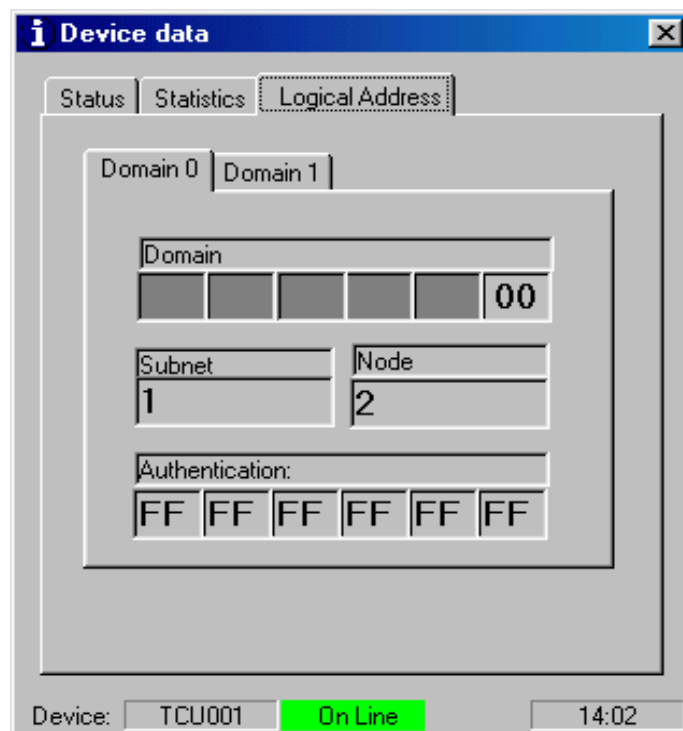 i Device data
Status Statistics Logical Address
Domain 0 Domain 1
Domain
00
Subnet Node
1 2
Authentication:
FF FF FF FF FF FF
Device: TCU001 On Line 14:02